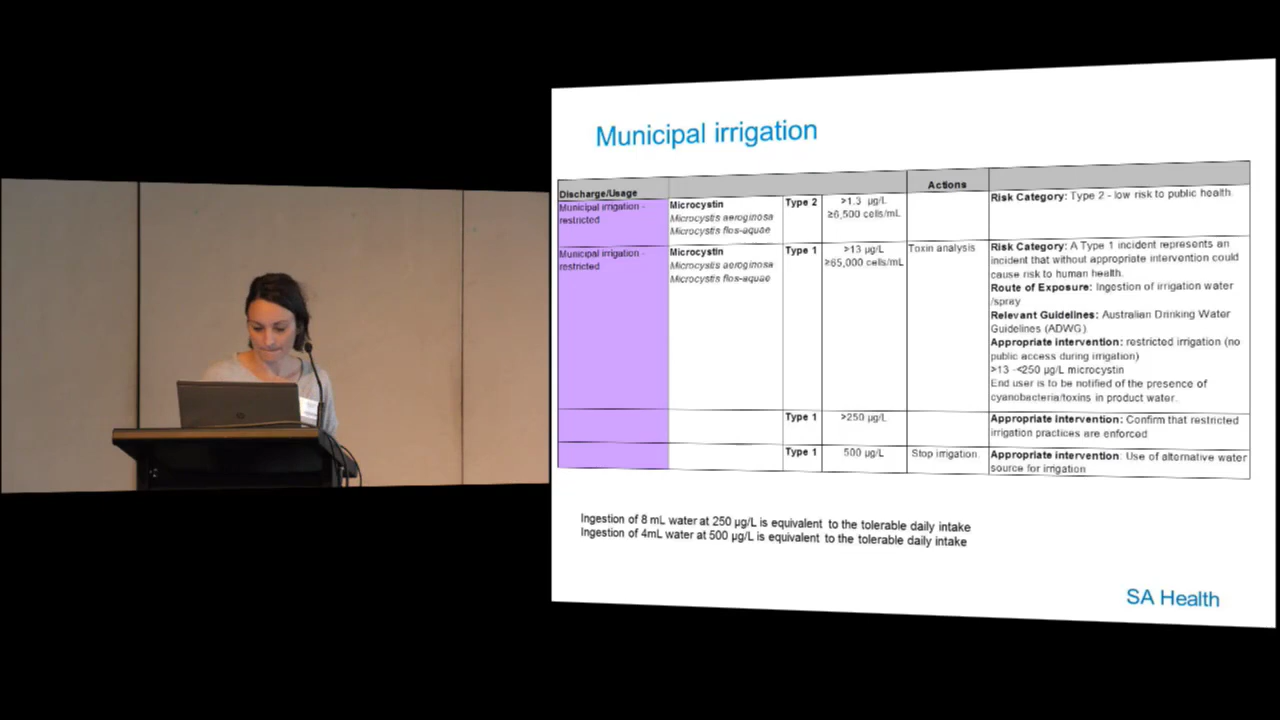 Municipal irrigation
Discharge/Usage
Actions
Municipal irrigation -
restricted
Microcystin
Microcystis aeroginosa
Microcystis flos-aquae
Type 2
>1.3 µg/L
≥6,500 cells/mL
Risk Category: Type 2 - low risk to public health.
Municipal irrigation -
restricted
Microcystin
Microcystis aeroginosa
Microcystis flos-aquae
Type 1
>13 µg/L
≥65,000 cells/mL
Toxin analysis
Risk Category: A Type 1 incident represents an
incident that without appropriate intervention could
cause risk to human health.
Route of Exposure: Ingestion of irrigation water
/spray
Relevant Guidelines: Australian Drinking Water
Guidelines (ADWG)
Appropriate intervention: restricted irrigation (no
public access during irrigation)
>13 -<250 µg/L microcystin
End user is to be notified of the presence of
cyanobacteria/toxins in product water.
Type 1
>250 µg/L
Appropriate intervention: Confirm that restricted
irrigation practices are enforced
Type 1
500 µg/L
Stop irrigation.
Appropriate intervention: Use of alternative water
source for irrigation
Ingestion of 8 mL water at 250 µg/L is equivalent to the tolerable daily intake
Ingestion of 4mL water at 500 µg/L is equivalent to the tolerable daily intake
SA Health